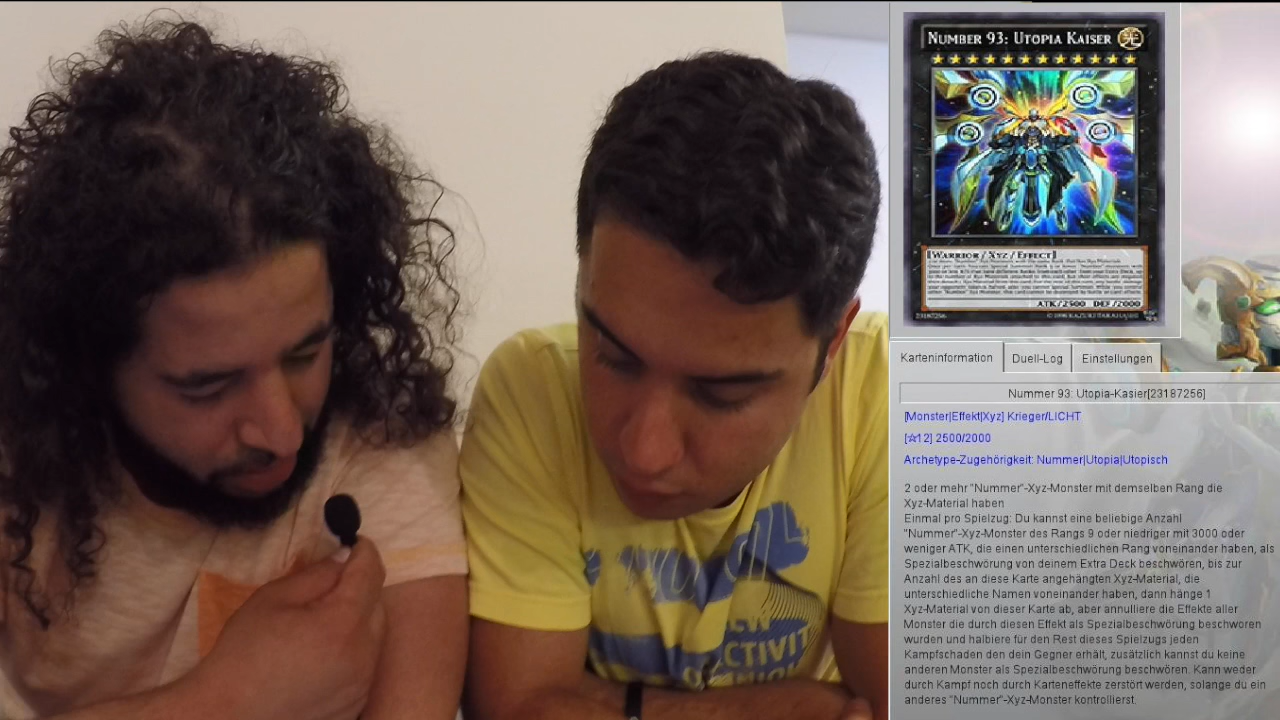 NUMBER 93: UTOPIA KAISER
[WARRIOR / XYZ / EFFECT]
ATK/2500 DEF/2000
23187256
Karteninformation
Duell-Log
Einstellungen
Nummer 93: Utopia-Kasier[23187256]
[Monster|Effekt|Xyz] Krieger/LICHT
[☆12] 2500/2000
Archetype-Zugehörigkeit: Nummer|Utopia|Utopisch
2 oder mehr "Nummer"-Xyz-Monster mit demselben Rang die
Xyz-Material haben
Einmal pro Spielzug: Du kannst eine beliebige Anzahl
"Nummer"-Xyz-Monster des Rangs 9 oder niedriger mit 3000 oder
weniger ATK, die einen unterschiedlichen Rang voneinander haben, als
Spezialbeschwörung von deinem Extra Deck beschwören, bis zur
Anzahl des an diese Karte angehängten Xyz-Material, die
unterschiedliche Namen voneinander haben, dann hänge 1
Xyz-Material von dieser Karte ab, aber annulliere die Effekte aller
Monster die durch diesen Effekt als Spezialbeschwörung beschworen
wurden und halbiere für den Rest dieses Spielzugs jeden
Kampfschaden den dein Gegner erhält, zusätzlich kannst du keine
anderen Monster als Spezialbeschwörung beschwören. Kann weder
durch Kampf noch durch Karteneffekte zerstört werden, solange du ein
anderes "Nummer"-Xyz-Monster kontrollierst.